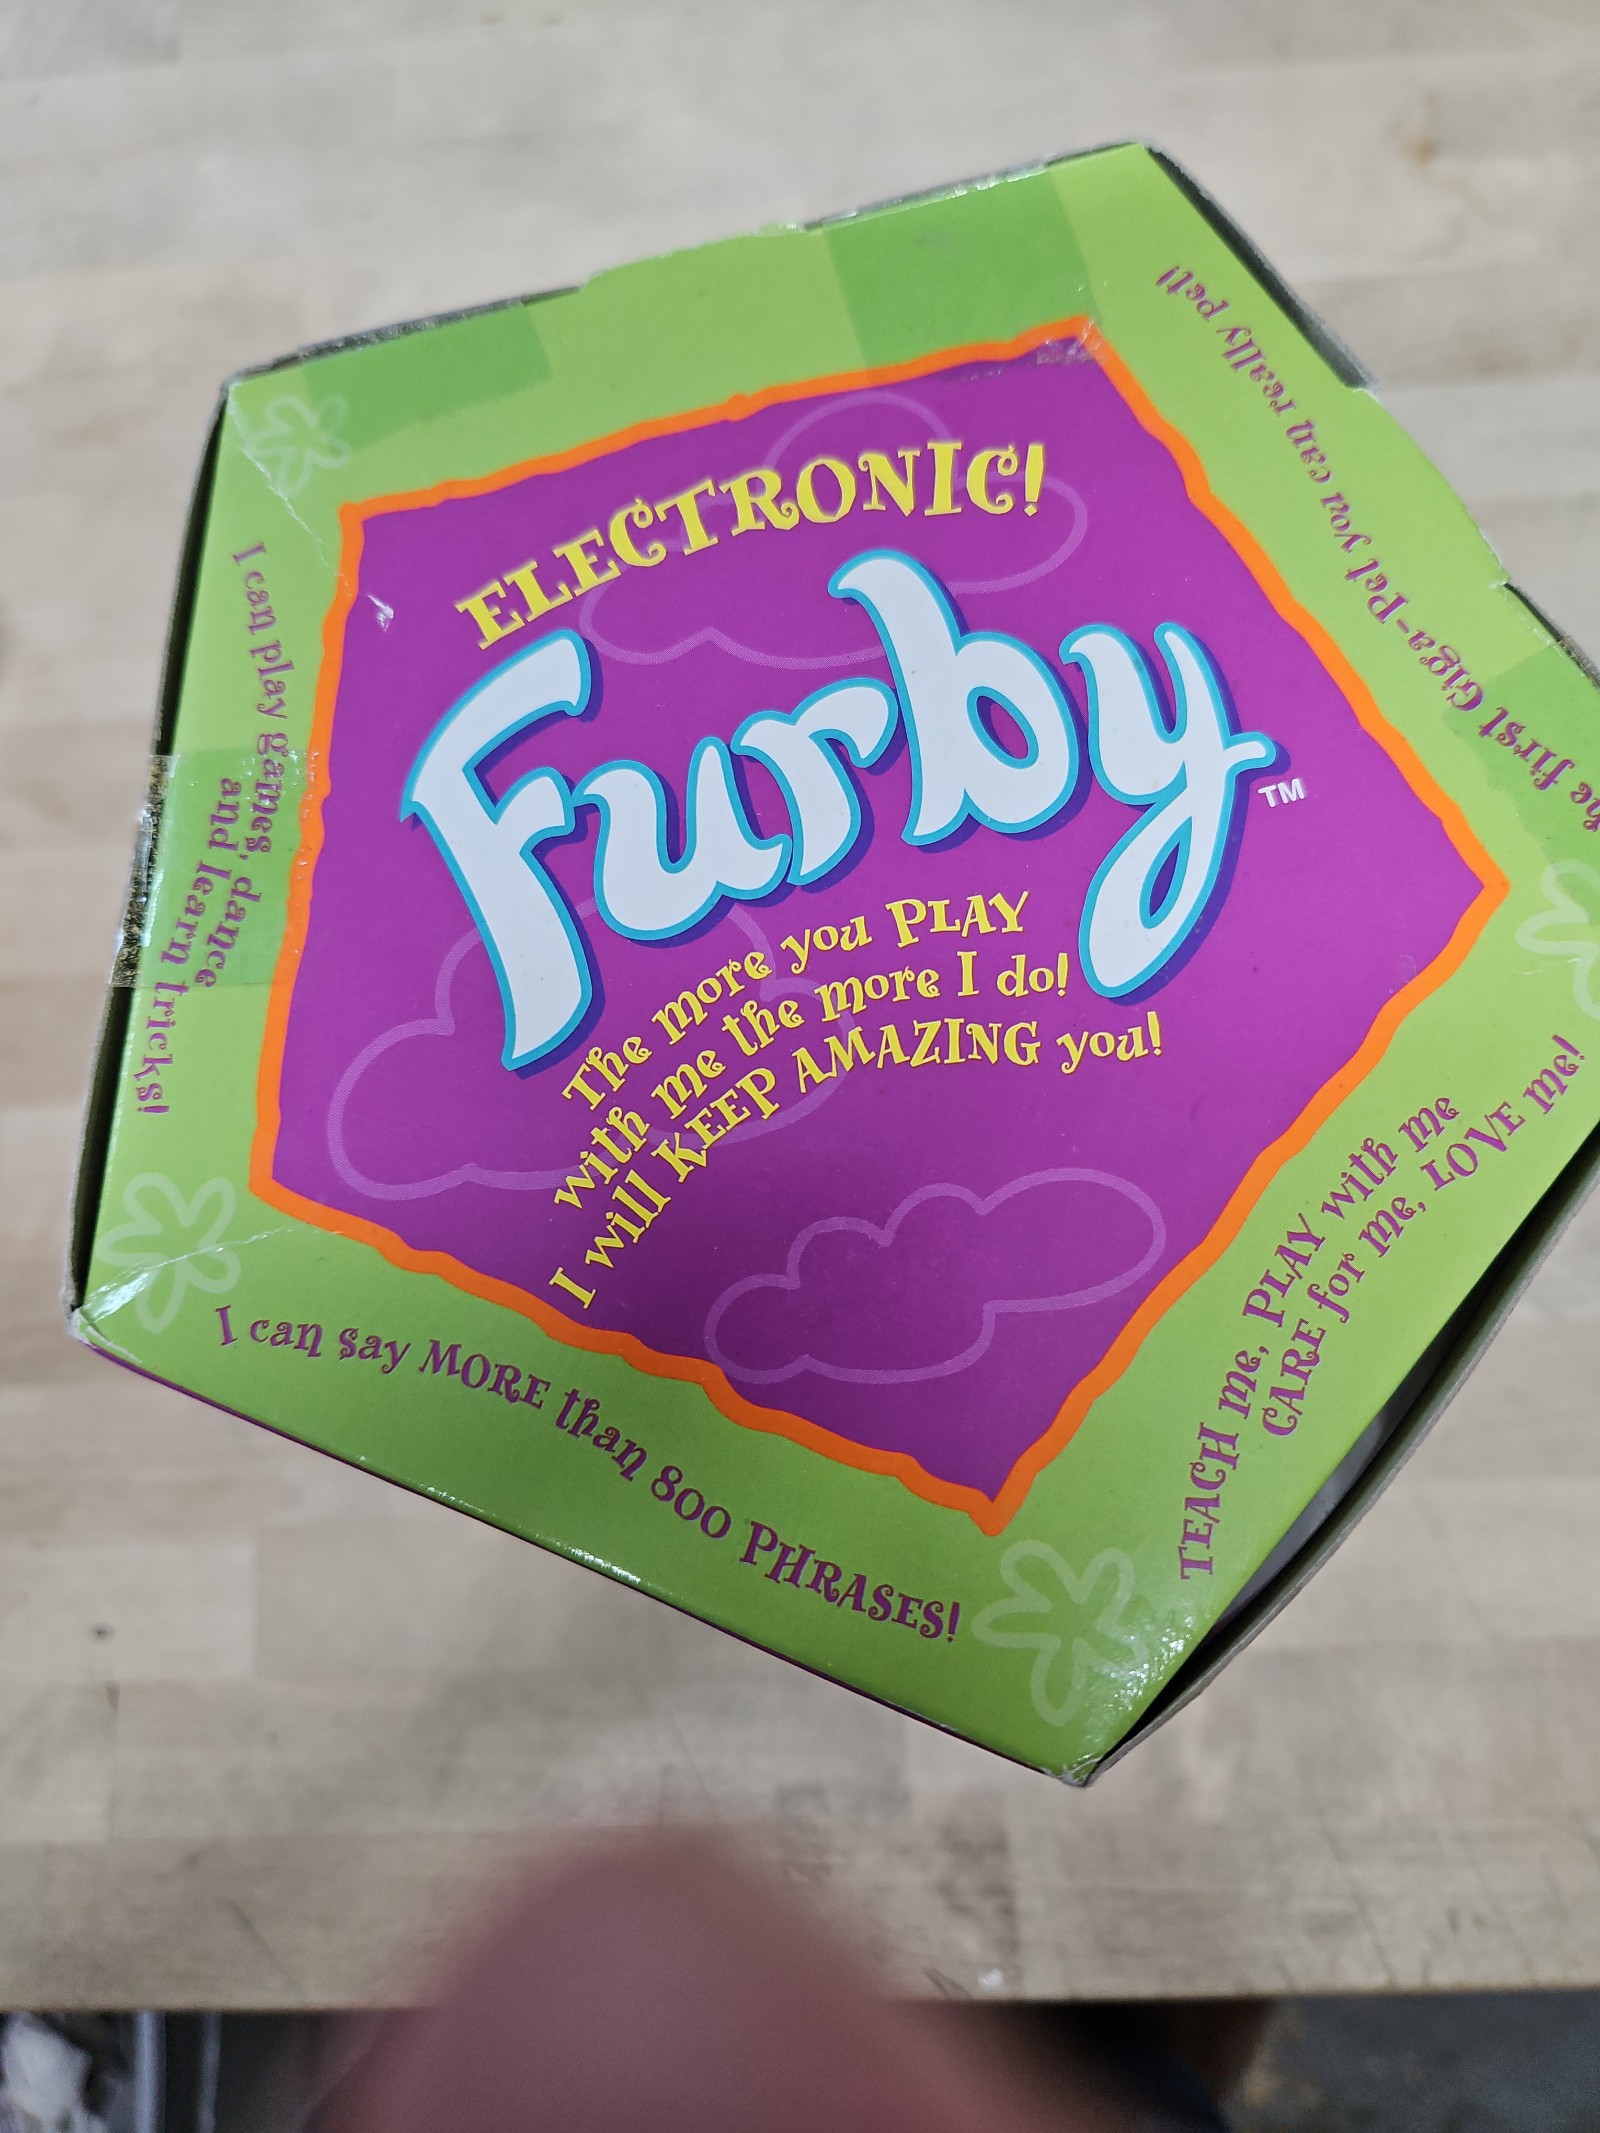 ELECTRONIC!
Furby™
The more you PLAY
with me the more I do!
I will KEEP AMAZING you!
first Giga-Pet you can really pet!
TEACH me, PLAY with me
CARE for me, LOVE me!
I can say MORE than 800 PHRASES!
I can play games, dance
and learn tricks!